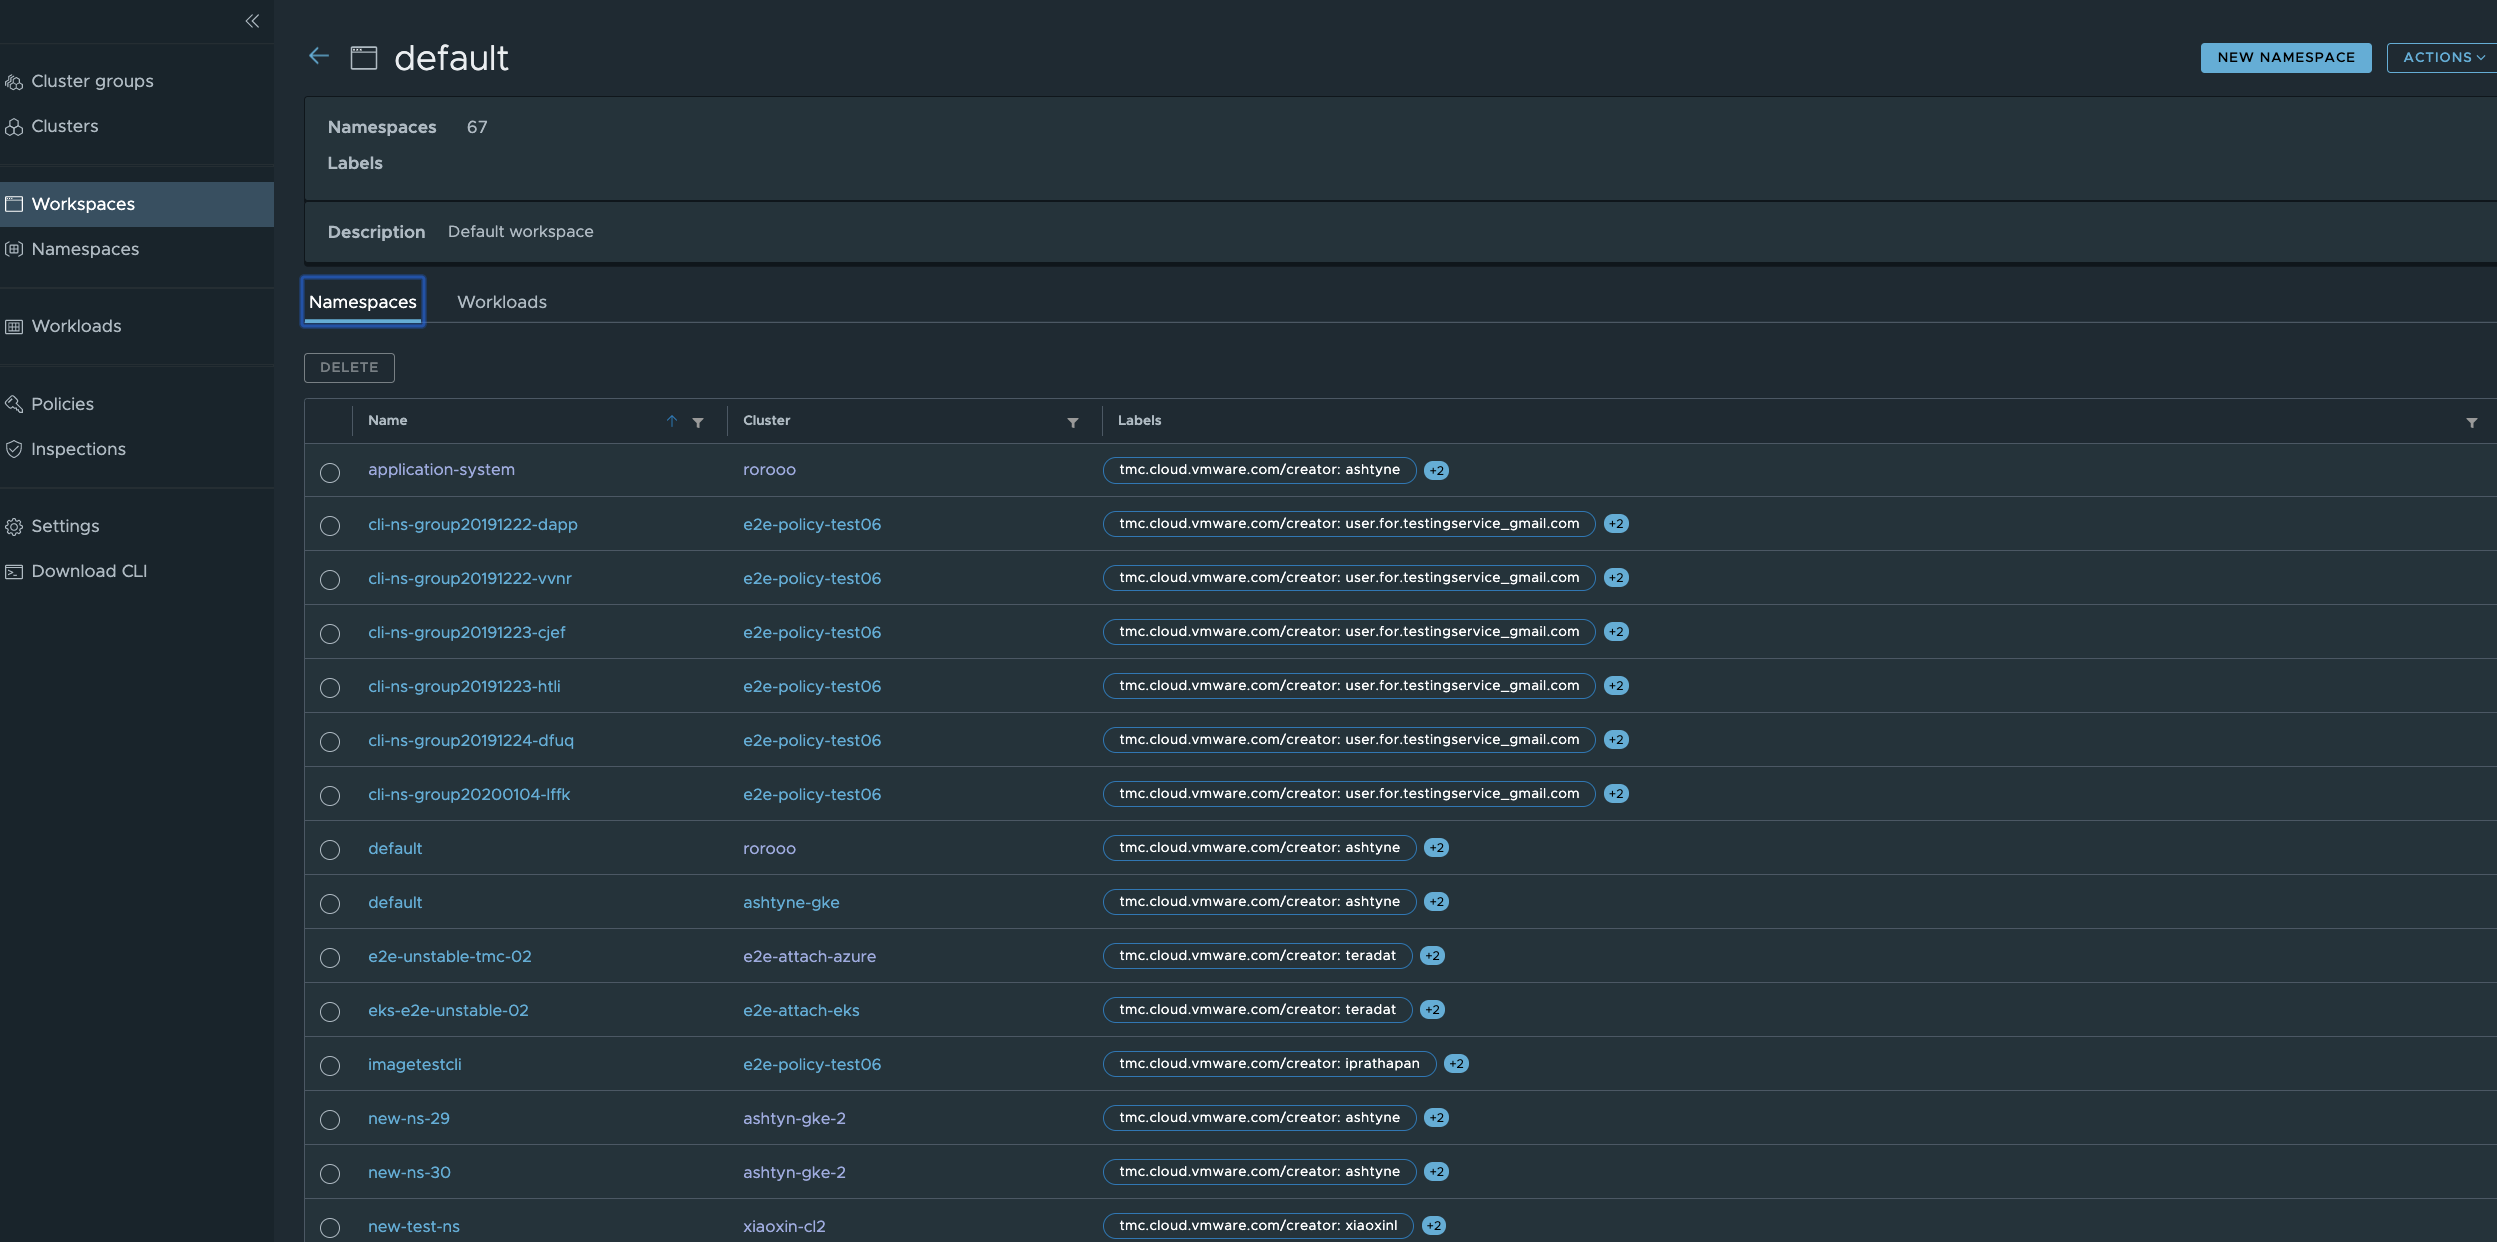 Cluster groups
Clusters
Workspaces
Namespaces
Workloads
Policies
Inspections
Settings
Download CLI
default
NEW NAMESPACE
ACTIONS
Namespaces 67
Labels
Description Default workspace
Namespaces Workloads
DELETE
Name Cluster Labels
application-system rorooo tmc.cloud.vmware.com/creator: ashtyne +2
cli-ns-group20191222-dapp e2e-policy-test06 tmc.cloud.vmware.com/creator: user.for.testingservice_gmail.com +2
cli-ns-group20191222-vvnr e2e-policy-test06 tmc.cloud.vmware.com/creator: user.for.testingservice_gmail.com +2
cli-ns-group20191223-cjef e2e-policy-test06 tmc.cloud.vmware.com/creator: user.for.testingservice_gmail.com +2
cli-ns-group20191223-htli e2e-policy-test06 tmc.cloud.vmware.com/creator: user.for.testingservice_gmail.com +2
cli-ns-group20191224-dfuq e2e-policy-test06 tmc.cloud.vmware.com/creator: user.for.testingservice_gmail.com +2
cli-ns-group20200104-lffk e2e-policy-test06 tmc.cloud.vmware.com/creator: user.for.testingservice_gmail.com +2
default rorooo tmc.cloud.vmware.com/creator: ashtyne +2
default ashtyne-gke tmc.cloud.vmware.com/creator: ashtyne +2
e2e-unstable-tmc-02 e2e-attach-azure tmc.cloud.vmware.com/creator: teradat +2
eks-e2e-unstable-02 e2e-attach-eks tmc.cloud.vmware.com/creator: teradat +2
imagetestcli e2e-policy-test06 tmc.cloud.vmware.com/creator: iprathapan +2
new-ns-29 ashtyn-gke-2 tmc.cloud.vmware.com/creator: ashtyne +2
new-ns-30 ashtyn-gke-2 tmc.cloud.vmware.com/creator: ashtyne +2
new-test-ns xiaoxin-cl2 tmc.cloud.vmware.com/creator: xiaoxinl +2